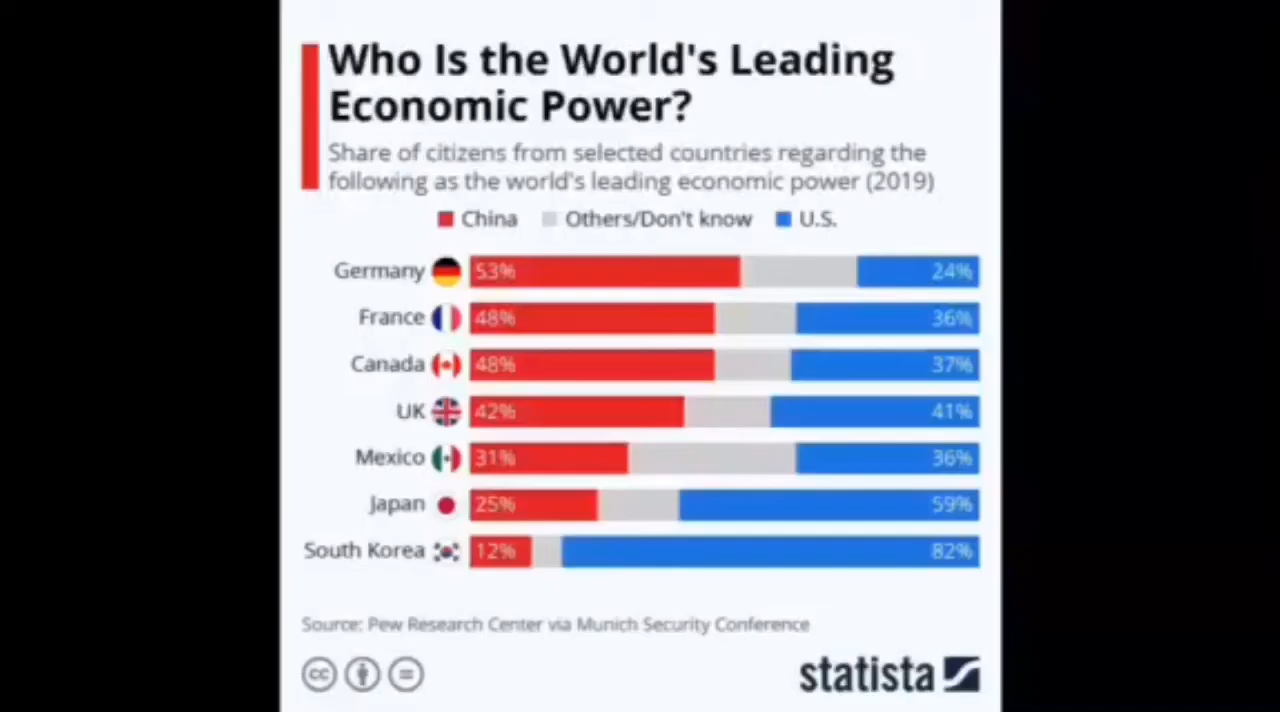 Who Is the World's Leading
Economic Power?
Share of citizens from selected countries regarding the
following as the world's leading economic power (2019)
China Others/Don't know U.S.
Germany 53% 24%
France 48% 36%
Canada 48% 37%
UK 42% 41%
Mexico 31% 36%
Japan 25% 59%
South Korea 12% 82%
Source: Pew Research Center via Munich Security Conference
cc statista